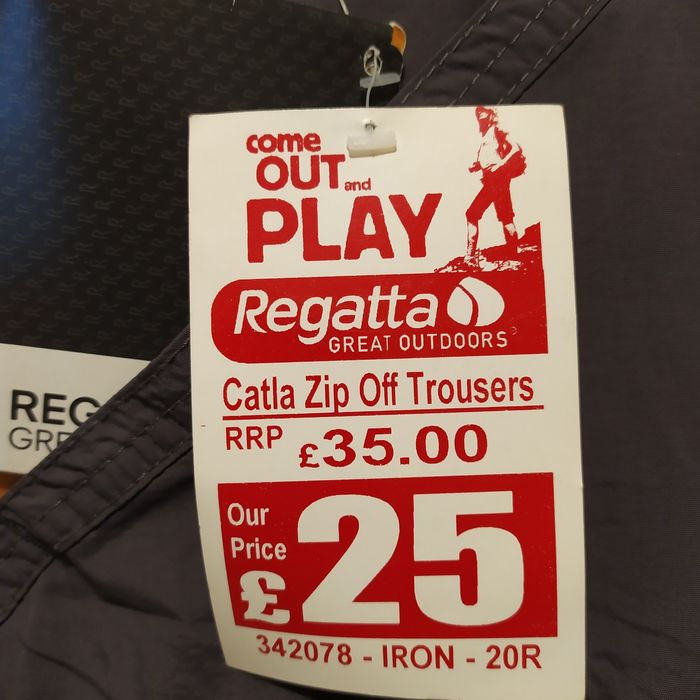 come
OUT and
PLAY
Regatta
GREAT OUTDOORS
Catla Zip Off Trousers
RRP £35.00
Our
Price
£25
342078 - IRON - 20R
REG
GRE